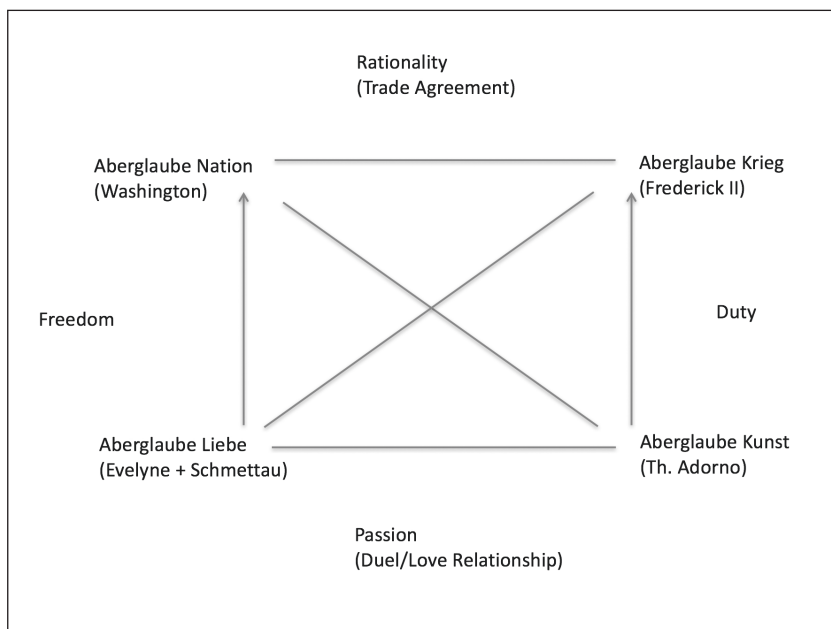 Rationality
(Trade Agreement)
Aberglaube Nation
(Washington)
Aberglaube Krieg
(Frederick II)
Freedom
Duty
Aberglaube Liebe
(Evelyne + Schmettau)
Aberglaube Kunst
(Th. Adorno)
Passion
(Duel/Love Relationship)